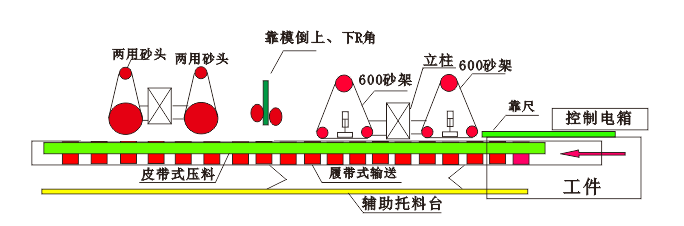 靠模倒上、下R角
两用砂头
两用砂头
立柱
600砂架
600砂架
靠尺
控制电箱
皮带式压料
履带式输送
工件
辅助托料台